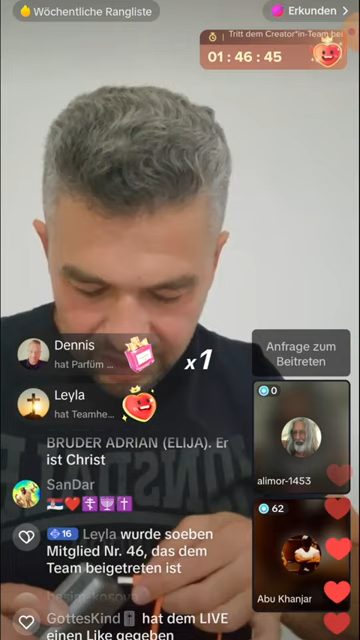 Wöchentliche Rangliste
Erkunden
Tritt dem Creator*in-Team bei
01:46:45
Dennis
hat Parfüm ...
x1
Anfrage zum
Beitreten
Leyla
hat Teamhe...
0
BRUDER ADRIAN (ELIJA). Er
ist Christ
SanDar
alimor-1453
16 Leyla wurde soeben
Mitglied Nr. 46, das dem
Team beigetreten ist
62
Abu Khanjar
GottesKind hat dem LIVE
einen Like gegeben